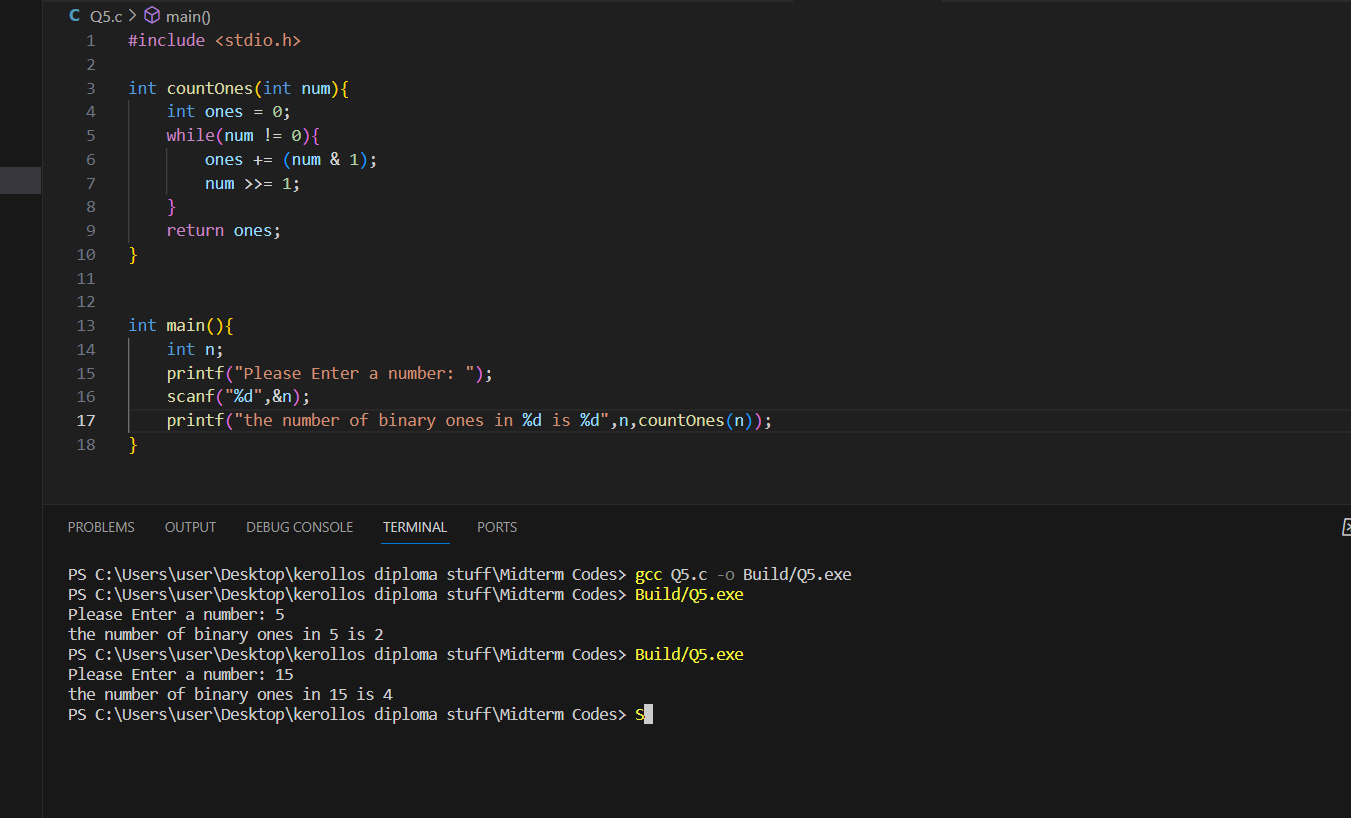 C Q5.c > main()
1 #include <stdio.h>
2
3 int countOnes(int num){
4     int ones = 0;
5     while(num != 0){
6         ones += (num & 1);
7         num >>= 1;
8     }
9     return ones;
10 }
11
12
13 int main(){
14     int n;
15     printf("Please Enter a number: ");
16     scanf("%d",&n);
17     printf("the number of binary ones in %d is %d",n,countOnes(n));
18 }
PROBLEMS OUTPUT DEBUG CONSOLE TERMINAL PORTS
PS C:\Users\user\Desktop\kerollos diploma stuff\Midterm Codes> gcc Q5.c -o Build/Q5.exe
PS C:\Users\user\Desktop\kerollos diploma stuff\Midterm Codes> Build/Q5.exe
Please Enter a number: 5
the number of binary ones in 5 is 2
PS C:\Users\user\Desktop\kerollos diploma stuff\Midterm Codes> Build/Q5.exe
Please Enter a number: 15
the number of binary ones in 15 is 4
PS C:\Users\user\Desktop\kerollos diploma stuff\Midterm Codes> S